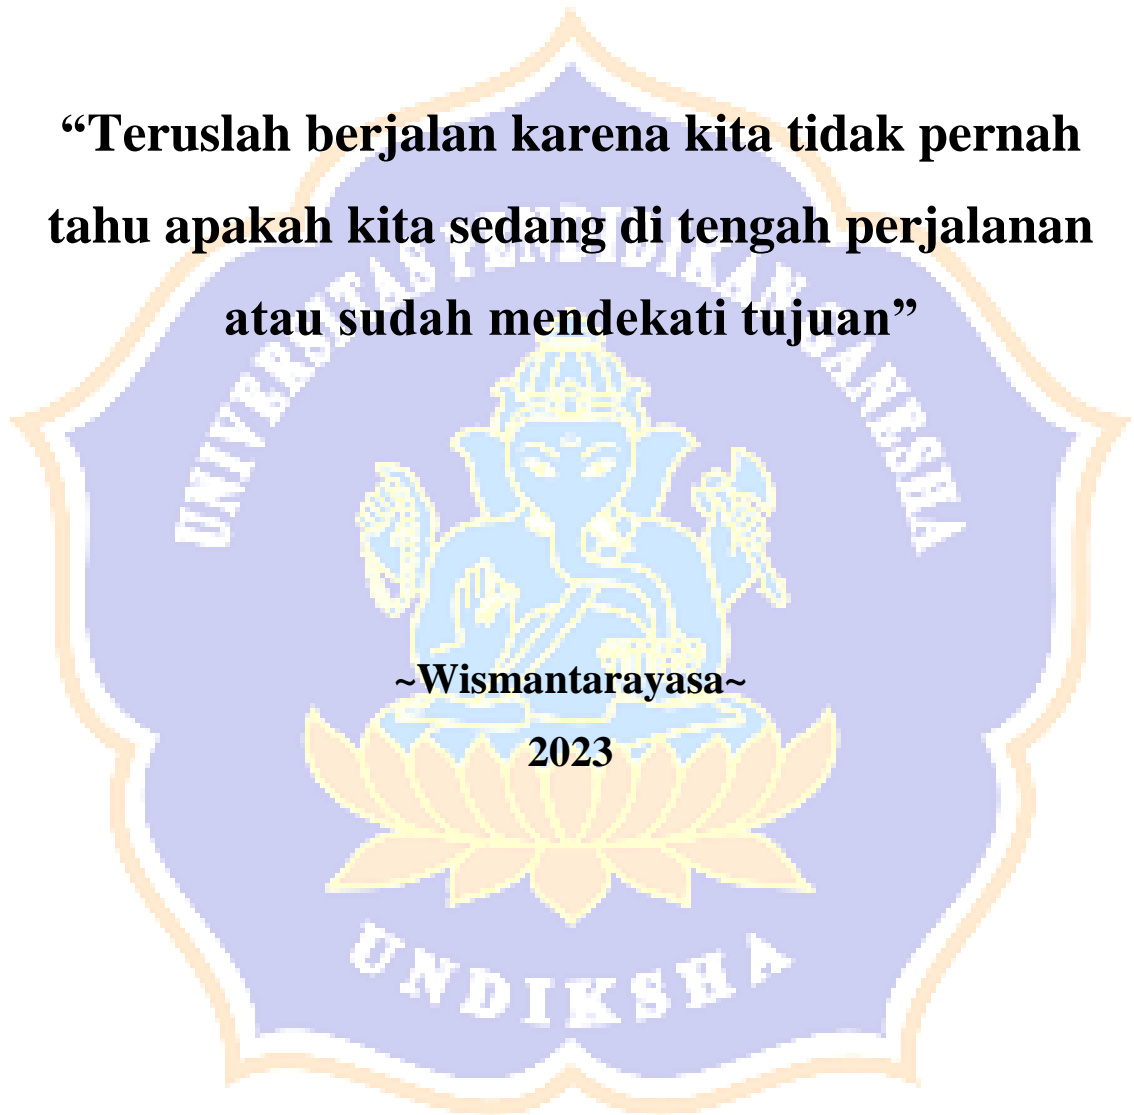 “Teruslah berjalan karena kita tidak pernah
tahu apakah kita sedang di tengah perjalanan
atau sudah mendekati tujuan”
UNIVERSITAS PENDIDIKAN GANESHA
~Wismantarayasa~
2023
UNDIKSHA